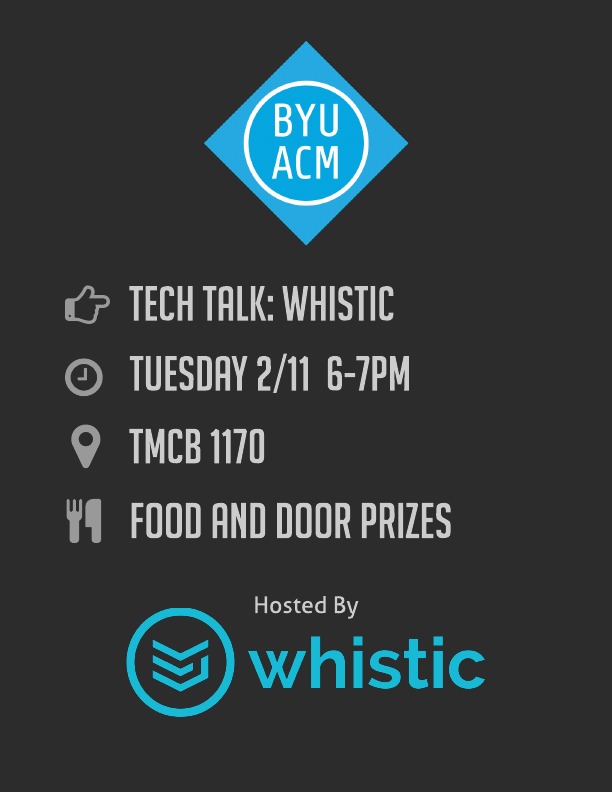 BYU
ACM
TECH TALK: WHISTIC
TUESDAY 2/11 6-7PM
TMCB 1170
FOOD AND DOOR PRIZES
Hosted By
whistic